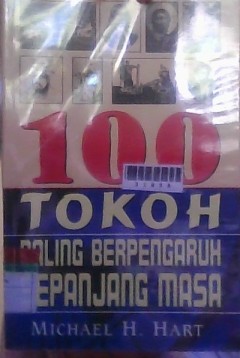 100
TOKOH
PALING BERPENGARUH
SEPANJANG MASA
MICHAEL H. HART